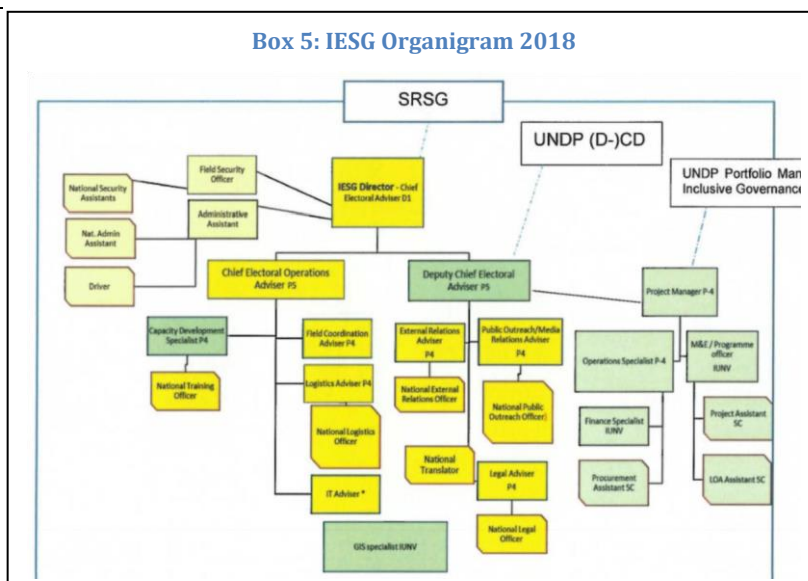 Box 5: IESG Organigram 2018
SRSG
UNDP (D-)CD
UNDP Portfolio Man
Inclusive Governance
Field Security
Officer
National Security
Assistants
IESG Director - Chief
Electoral Adviser D1
Administrative
Assistant
Nat. Admin
Assistant
Driver
Chief Electoral Operations
Adviser P5
Deputy Chief Electoral
Adviser P5
Project Manager P-4
Capacity Development
Specialist P4
National Training
Officer
Field Coordination
Adviser P4
Logistics Adviser P4
National Logistics
Officer
IT Adviser *
External Relations
Adviser
P4
National External
Relations Officer
Public Outreach/Media
Relations Adviser
P4
National Public
Outreach Officer)
National
Translator
Legal Adviser
P4
National Legal
Officer
Operations Specialist P-4
M&E / Programme
officer
IUNV
Finance Specialist
IUNV
Procurement
Assistant SC
Project Assistant
SC
LOA Assistant SC
GIS specialist IUNV